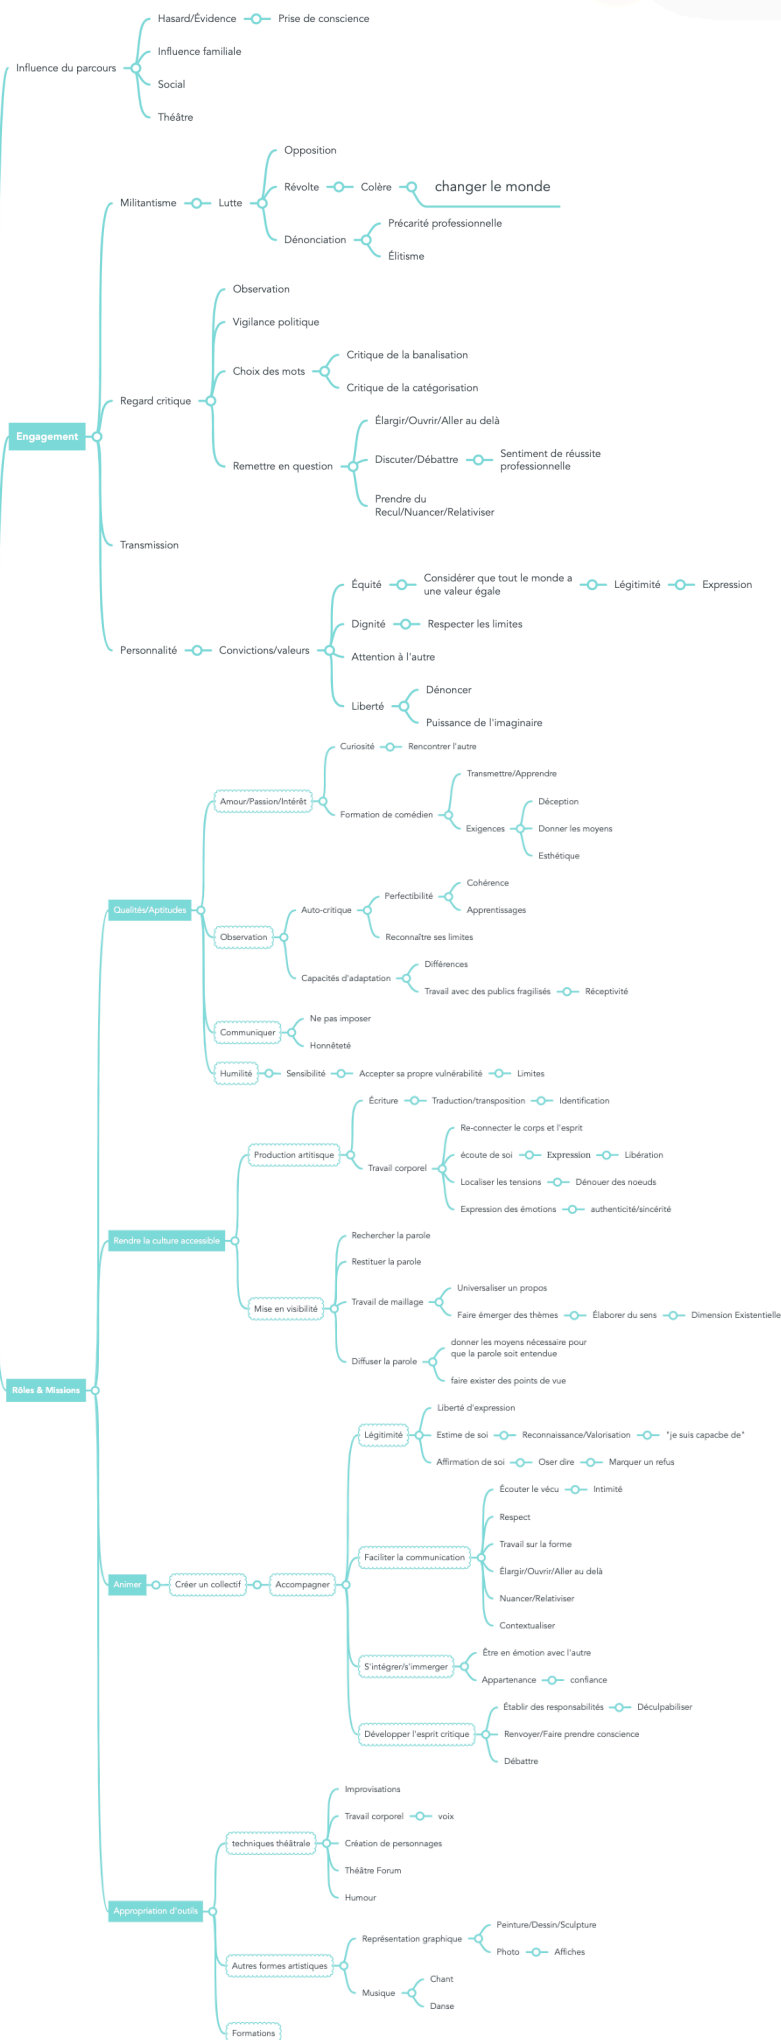 Hasard/Évidence
Prise de conscience
Influence familiale
Influence du parcours
Social
Théâtre
Opposition
Militantisme
Lutte
Révolte
Colère
changer le monde
Dénonciation
Précarité professionnelle
Élitisme
Observation
Vigilance politique
Choix des mots
Critique de la banalisation
Critique de la catégorisation
Regard critique
Engagement
Remettre en question
Élargir/Ouvrir/Aller au delà
Discuter/Débattre
Sentiment de réussite
professionnelle
Prendre du
Recul/Nuancer/Relativiser
Transmission
Équité
Considérer que tout le monde a
une valeur égale
Légitimité
Expression
Dignité
Respecter les limites
Personnalité
Convictions/valeurs
Attention à l'autre
Liberté
Dénoncer
Puissance de l'imaginaire
Curiosité
Rencontrer l'autre
Amour/Passion/Intérêt
Formation de comédien
Transmettre/Apprendre
Exigences
Déception
Donner les moyens
Esthétique
Qualités/Aptitudes
Observation
Auto-critique
Perfectibilité
Cohérence
Apprentissages
Reconnaître ses limites
Capacités d'adaptation
Différences
Travail avec des publics fragilisés
Réceptivité
Communiquer
Ne pas imposer
Honnêteté
Humilité
Sensibilité
Accepter sa propre vulnérabilité
Limites
Écriture
Traduction/transposition
Identification
Production artitisque
Travail corporel
Re-connecter le corps et l'esprit
écoute de soi
Expression
Libération
Localiser les tensions
Dénouer des noeuds
Expression des émotions
authenticité/sincérité
Rendre la culture accessible
Mise en visibilité
Rechercher la parole
Restituer la parole
Travail de maillage
Universaliser un propos
Faire émerger des thèmes
Élaborer du sens
Dimension Existentielle
Diffuser la parole
donner les moyens nécessaire pour
que la parole soit entendue
faire exister des points de vue
Rôles & Missions
Légitimité
Liberté d'expression
Estime de soi
Reconnaissance/Valorisation
"je suis capacbe de"
Affirmation de soi
Oser dire
Marquer un refus
Faciliter la communication
Écouter le vécu
Intimité
Respect
Travail sur la forme
Élargir/Ouvrir/Aller au delà
Nuancer/Relativiser
Contextualiser
Animer
Créer un collectif
Accompagner
S'intégrer/s'immerger
Être en émotion avec l'autre
Appartenance
confiance
Développer l'esprit critique
Établir des responsabilités
Déculpabiliser
Renvoyer/Faire prendre conscience
Débattre
techniques théâtrale
Improvisations
Travail corporel
voix
Création de personnages
Théâtre Forum
Humour
Appropriation d'outils
Autres formes artistiques
Représentation graphique
Peinture/Dessin/Sculpture
Photo
Affiches
Musique
Chant
Danse
Formations